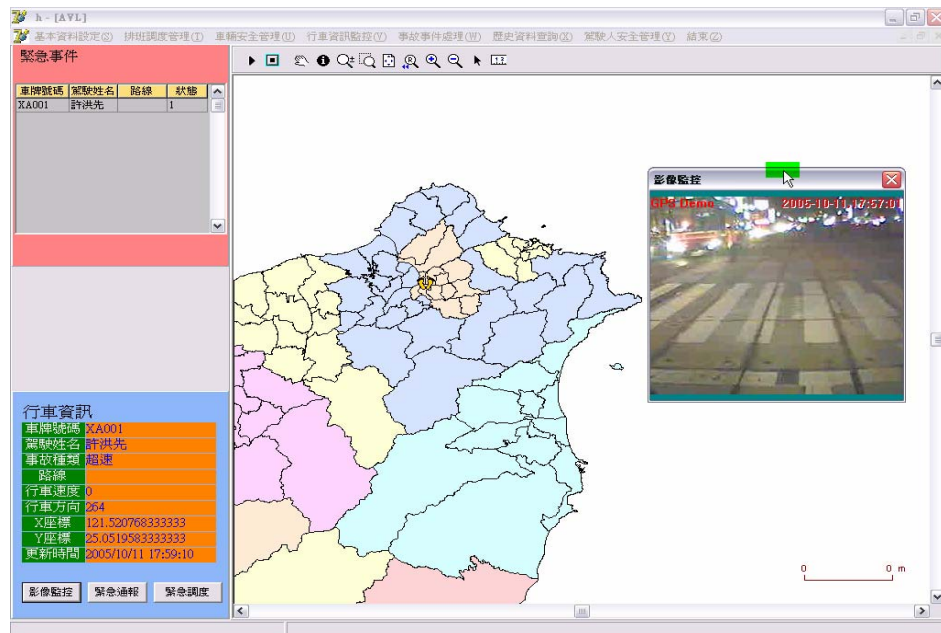 h - [AVL]
基本資料設定(S) 排班調度管理(I) 車輛安全管理(U) 行車資訊監控(V) 事故事件處理(W) 歷史資料查詢(X) 駕駛人安全管理(Y) 結束(Z)
緊急事件
車牌號碼 駕駛姓名 路線 狀態
XA001 許洪先 1
影像監控
GPS Demo 2005-10-11 17:57:01
行車資訊
車牌號碼 XA001
駕駛姓名 許洪先
事故種類 超速
路線
行車速度 0
行車方向 264
X座標 121.520768333333
Y座標 25.0519583333333
更新時間 2005/10/11 17:59:10
影像監控 緊急通報 緊急調度
0 0 m